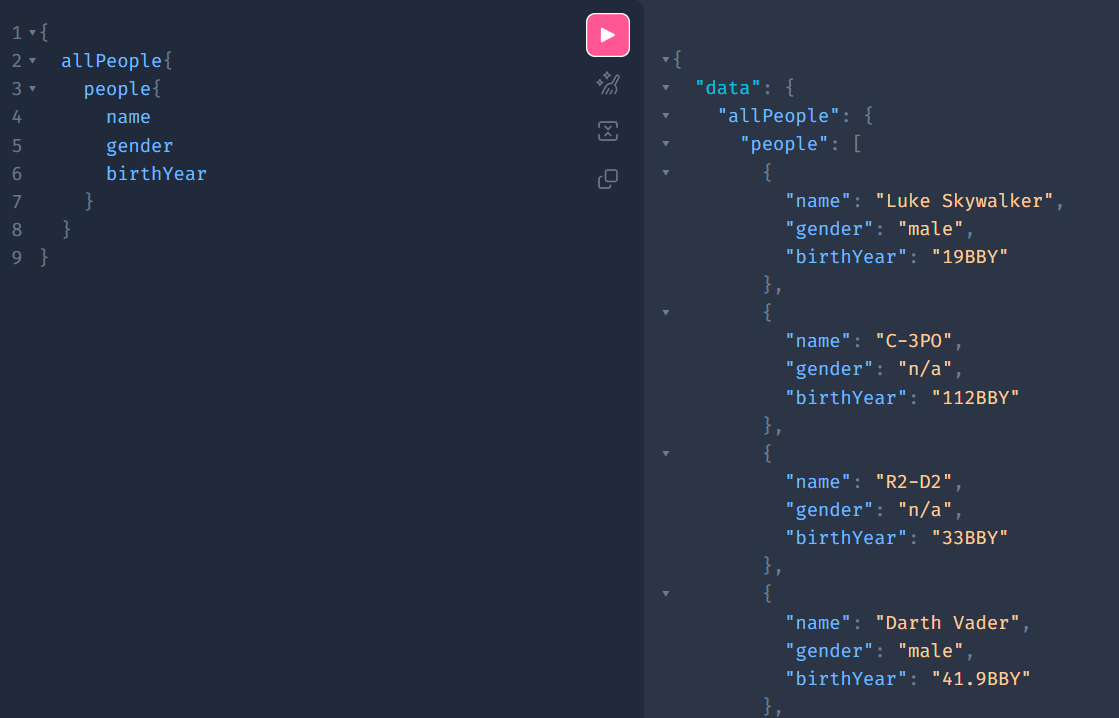 1 {
2 allPeople{
3 people{
4 name
5 gender
6 birthYear
7 }
8 }
9 }
{
"data": {
"allPeople": {
"people": [
{
"name": "Luke Skywalker",
"gender": "male",
"birthYear": "19BBY"
},
{
"name": "C-3PO",
"gender": "n/a",
"birthYear": "112BBY"
},
{
"name": "R2-D2",
"gender": "n/a",
"birthYear": "33BBY"
},
{
"name": "Darth Vader",
"gender": "male",
"birthYear": "41.9BBY"
},